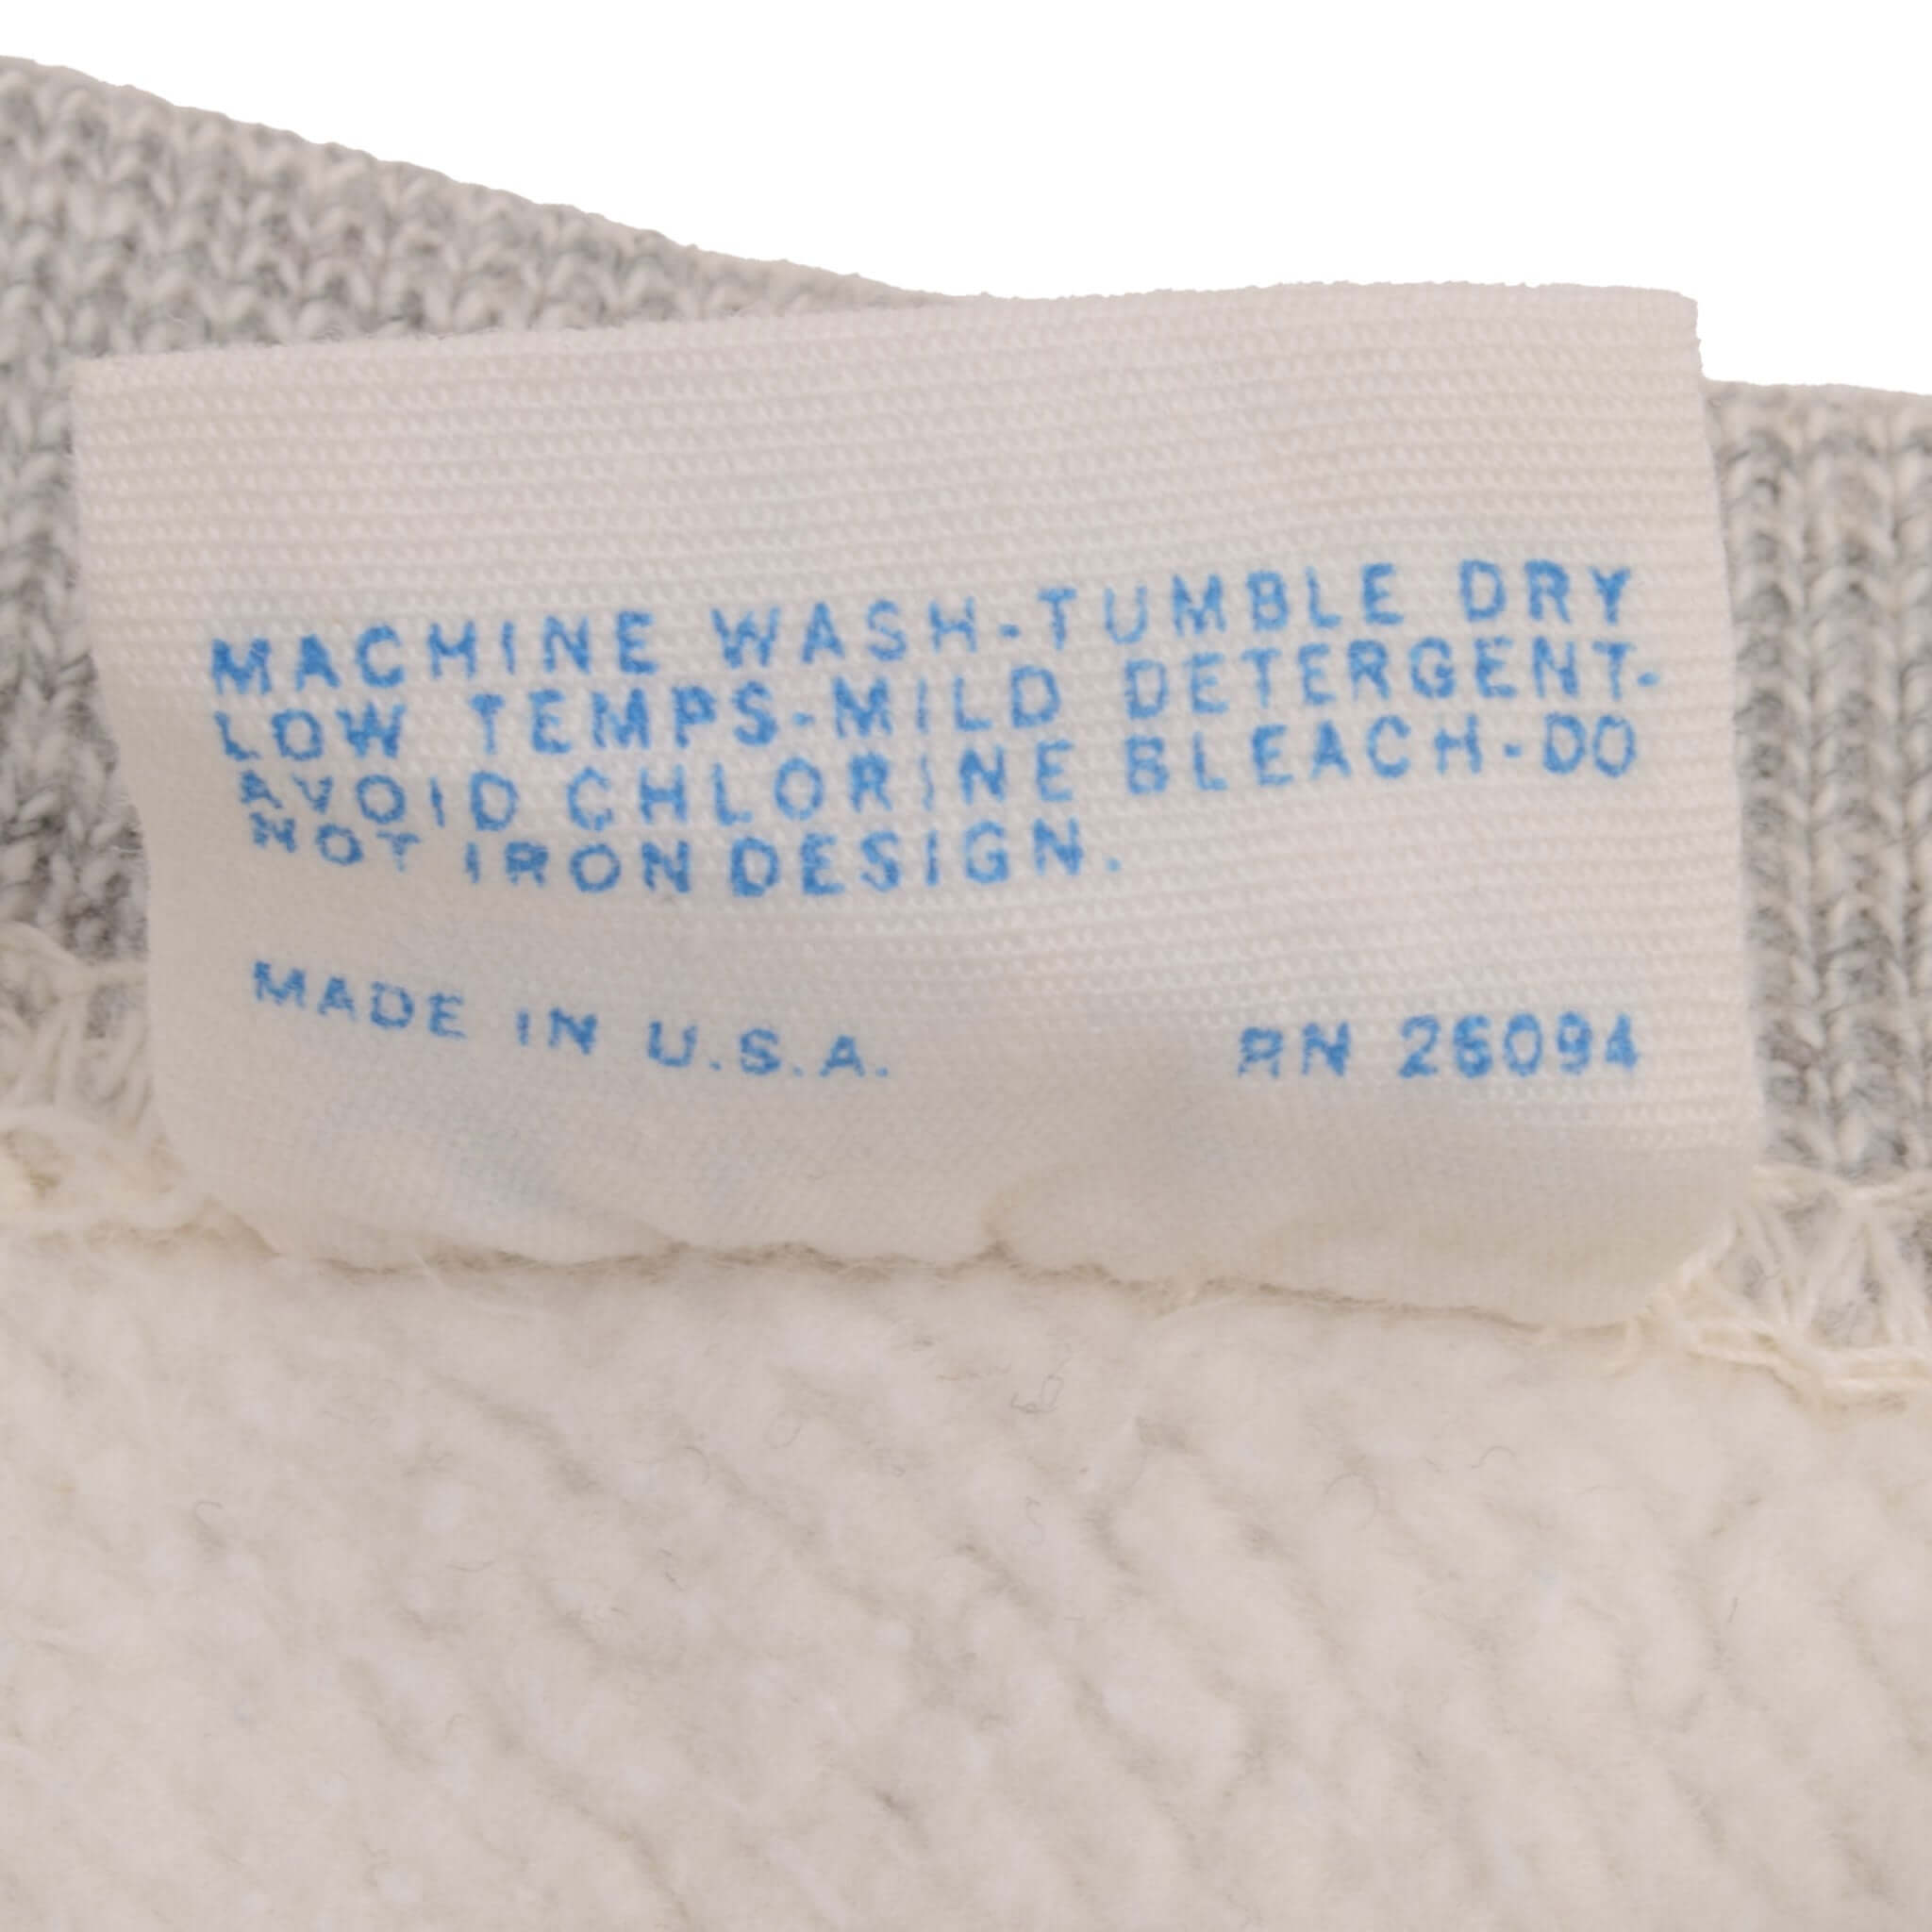 MACHINE WASH-TUMBLE DRY
LOW TEMPS-MILD DETERGENT-
AVOID CHLORINE BLEACH-DO
NOT IRON DESIGN.
MADE IN U.S.A. RN 26094